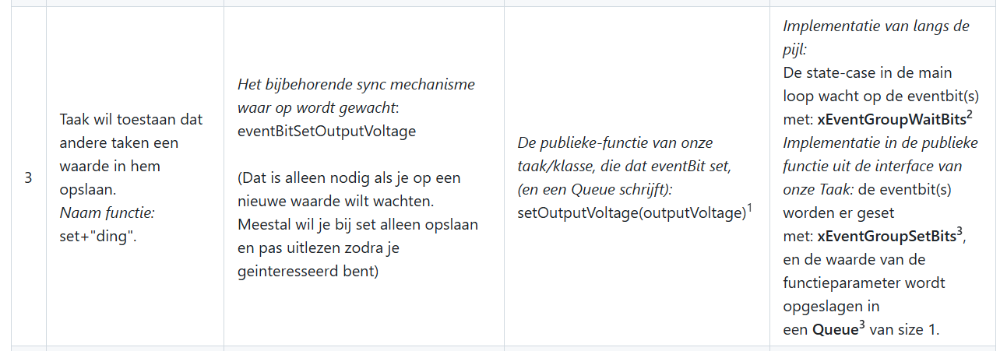 3
Taak wil toestaan dat
andere taken een
waarde in hem
opslaan.
Naam functie:
set+"ding".
Het bijbehorende sync mechanisme
waar op wordt gewacht:
eventBitSetOutputVoltage
(Dat is alleen nodig als je op een
nieuwe waarde wilt wachten.
Meestal wil je bij set alleen opslaan
en pas uitlezen zodra je
geinteresseerd bent)
De publieke-functie van onze
taak/klasse, die dat eventBit set,
(en een Queue schrijft):
setOutputVoltage(outputVoltage)¹
Implementatie van langs de
pijl:
De state-case in de main
loop wacht op de eventbit(s)
met: xEventGroupWaitBits²
Implementatie in de publieke
functie uit de interface van
onze Taak: de eventbit(s)
worden er geset
met: xEventGroupSetBits³,
en de waarde van de
functieparameter wordt
opgeslagen in
een Queue³ van size 1.